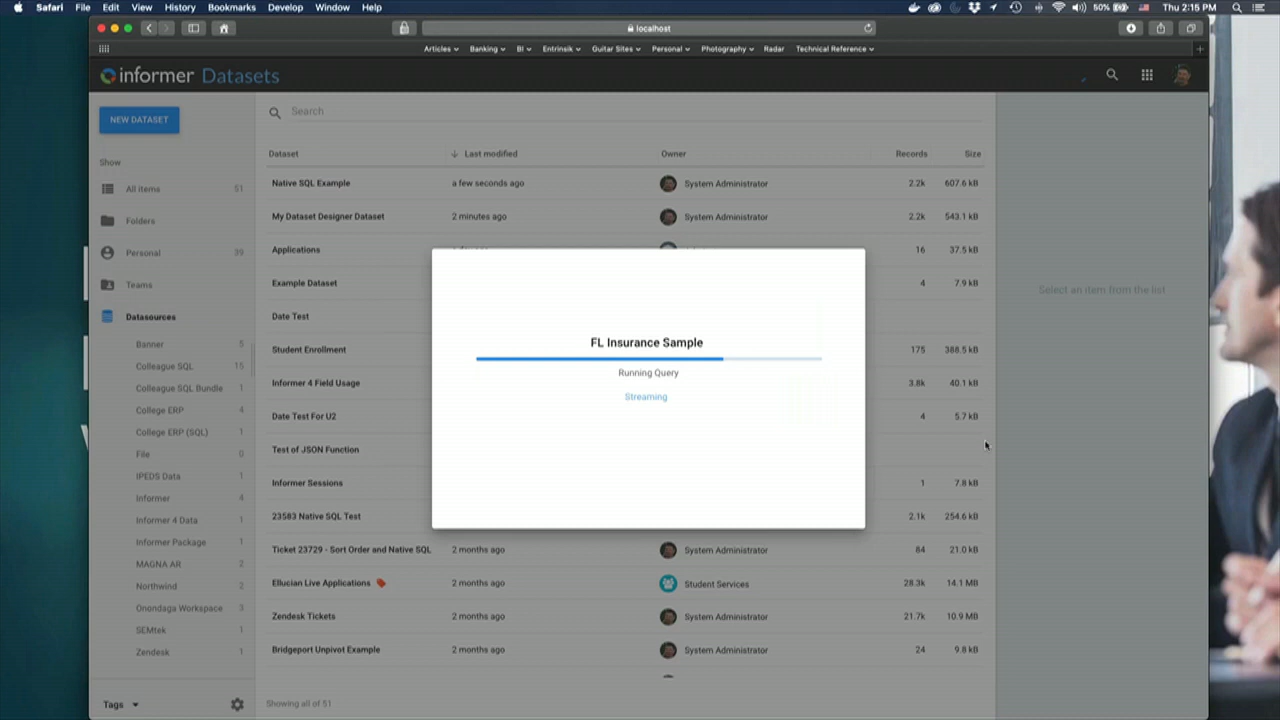 Safari File Edit View History Bookmarks Develop Window Help 50% Thu 2:15 PM
localhost
Articles Banking BI Entrinsik Guitar Sites Personal Photography Radar Technical Reference
informer Datasets
NEW DATASET
Search
Show
Dataset Last modified Owner Records Size
All items 51
Native SQL Example a few seconds ago System Administrator 2.2k 607.6 kB
Folders
My Dataset Designer Dataset 2 minutes ago System Administrator 2.2k 543.1 kB
Personal 39
Applications 16 37.5 kB
Teams
Example Dataset 4 7.9 kB
Select an item from the list
Datasources
Date Test
Banner 5
Student Enrollment 175 388.5 kB
FL Insurance Sample
Colleague SQL 15
Running Query
Colleague SQL Bundle 1
Informer 4 Field Usage 3.8k 40.1 kB
Streaming
College ERP 4
Date Test For U2 4 5.7 kB
College ERP (SQL) 1
Test of JSON Function
File 0
IPEDS Data 1
Informer Sessions 1 7.8 kB
Informer 4
23583 Native SQL Test 2.1k 254.6 kB
Informer 4 Data 1
Informer Package 1
Ticket 23729 - Sort Order and Native SQL 2 months ago System Administrator 84 21.0 kB
MAGNA AR 2
Ellucian Live Applications 2 months ago Student Services 28.3k 14.1 MB
Northwind 2
Onondaga Workspace 3
Zendesk Tickets 2 months ago System Administrator 21.7k 10.9 MB
SEMtek 1
Bridgeport Unpivot Example 2 months ago System Administrator 24 9.8 kB
Zendesk 1
Tags
Showing all of 51